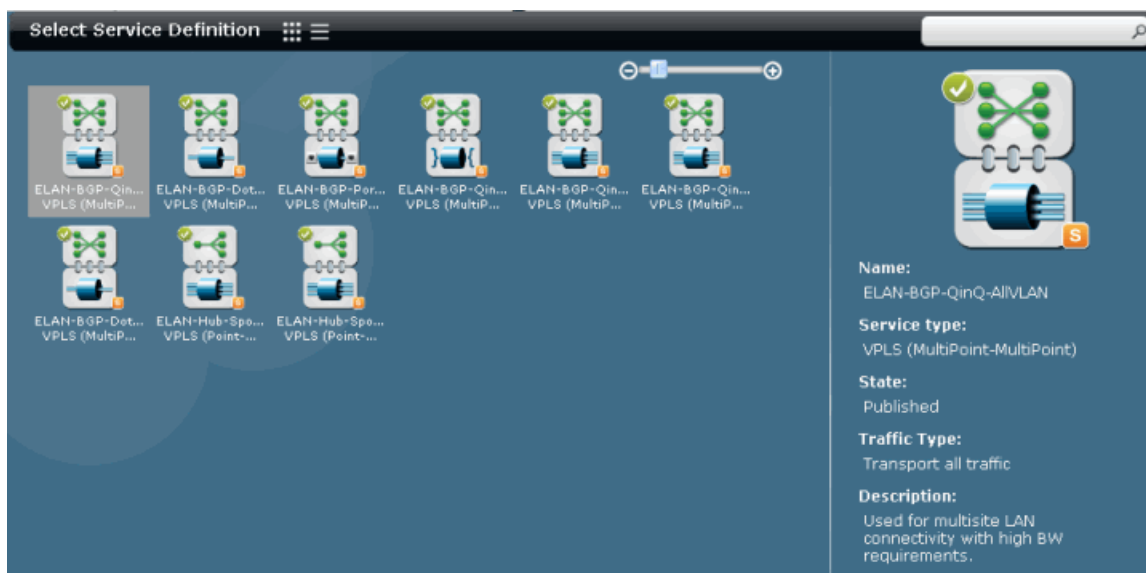 Select Service Definition
ELAN-BGP-Qin... ELAN-BGP-Dot... ELAN-BGP-Por... ELAN-BGP-Qin... ELAN-BGP-Qin... ELAN-BGP-Qin...
VPLS (MultiP... VPLS (MultiP... VPLS (MultiP... VPLS (MultiP... VPLS (MultiP... VPLS (MultiP...
ELAN-BGP-Dot... ELAN-Hub-Spo... ELAN-Hub-Spo...
VPLS (MultiP... VPLS (Point-... VPLS (Point-...
S
Name:
ELAN-BGP-QinQ-AllVLAN
Service type:
VPLS (MultiPoint-MultiPoint)
State:
Published
Traffic Type:
Transport all traffic
Description:
Used for multisite LAN
connectivity with high BW
requirements.